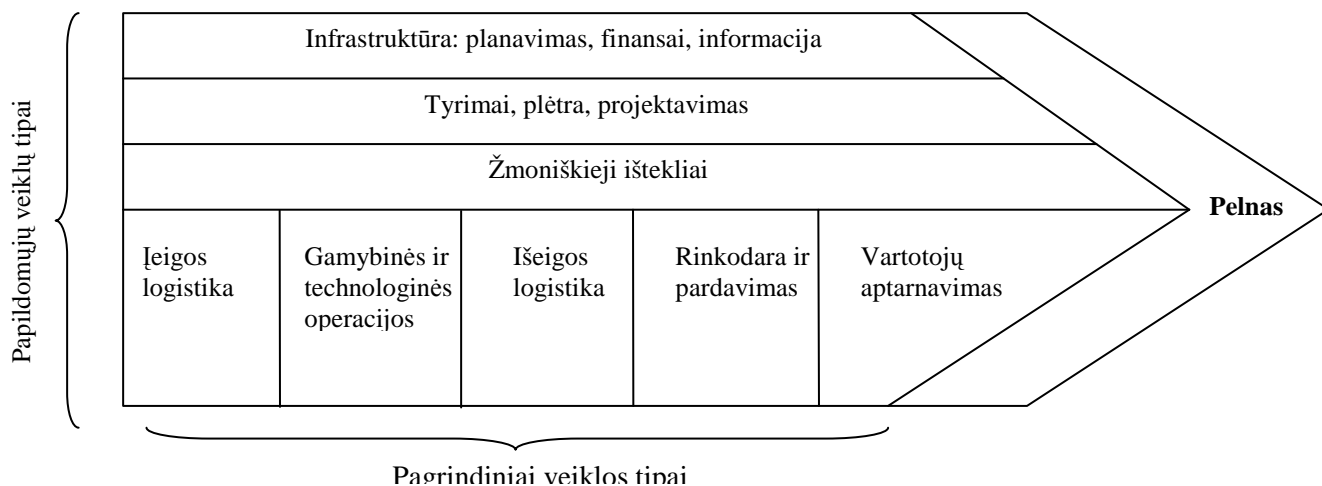 Papildomųjų veiklų tipai
Infrastruktūra: planavimas, finansai, informacija
Tyrimai, plėtra, projektavimas
Žmoniškieji ištekliai
Įeigos
logistika
Gamybinės ir
technologinės
operacijos
Išeigos
logistika
Rinkodara ir
pardavimas
Vartotojų
aptarnavimas
Pelnas
Pagrindiniai veiklos tipai